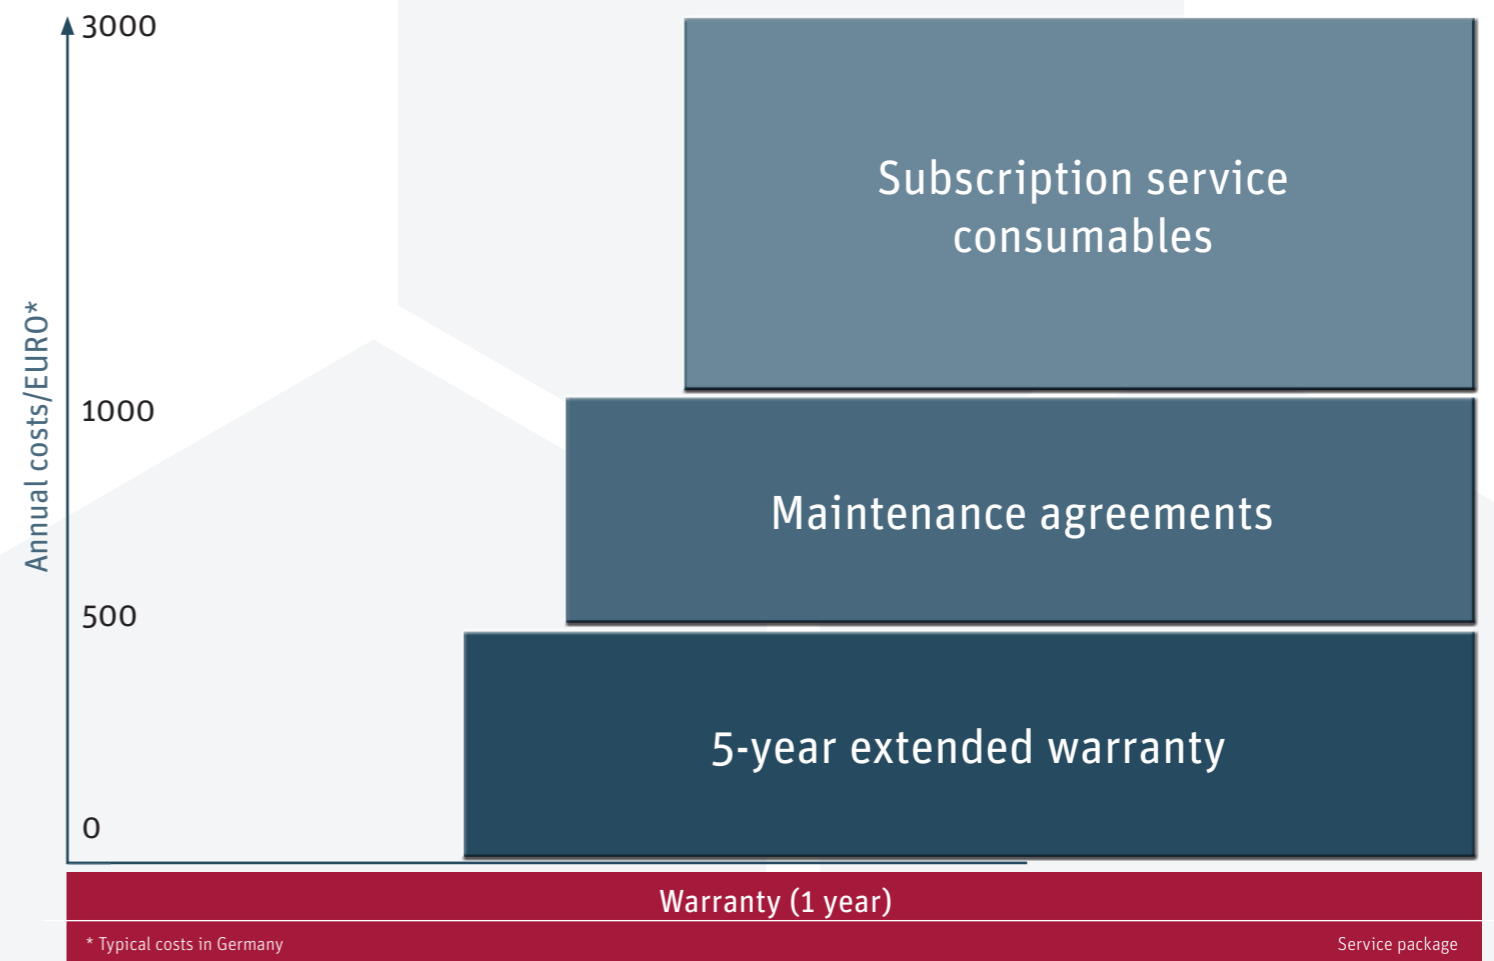 3000
Subscription service
consumables
Annual costs/EURO*
1000
Maintenance agreements
500
5-year extended warranty
0
Warranty (1 year)
* Typical costs in Germany
Service package